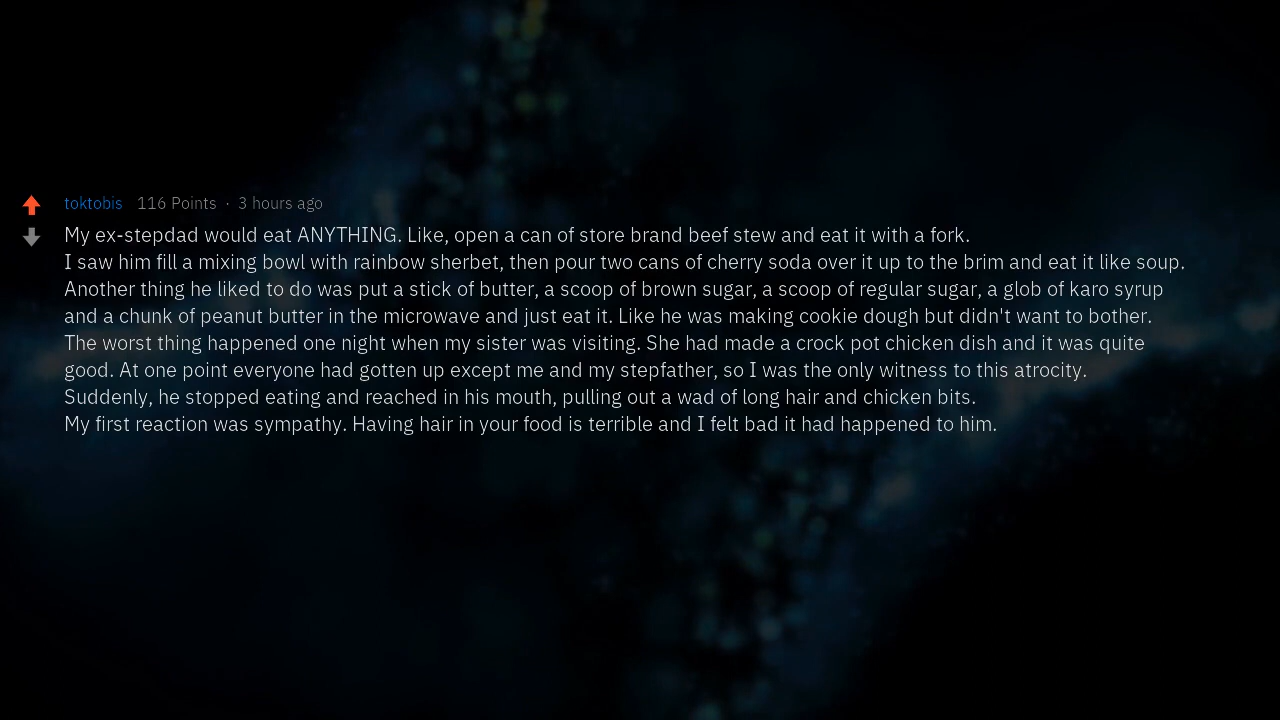 toktobis 116 Points · 3 hours ago
My ex-stepdad would eat ANYTHING. Like, open a can of store brand beef stew and eat it with a fork.
I saw him fill a mixing bowl with rainbow sherbet, then pour two cans of cherry soda over it up to the brim and eat it like soup.
Another thing he liked to do was put a stick of butter, a scoop of brown sugar, a scoop of regular sugar, a glob of karo syrup
and a chunk of peanut butter in the microwave and just eat it. Like he was making cookie dough but didn't want to bother.
The worst thing happened one night when my sister was visiting. She had made a crock pot chicken dish and it was quite
good. At one point everyone had gotten up except me and my stepfather, so I was the only witness to this atrocity.
Suddenly, he stopped eating and reached in his mouth, pulling out a wad of long hair and chicken bits.
My first reaction was sympathy. Having hair in your food is terrible and I felt bad it had happened to him.